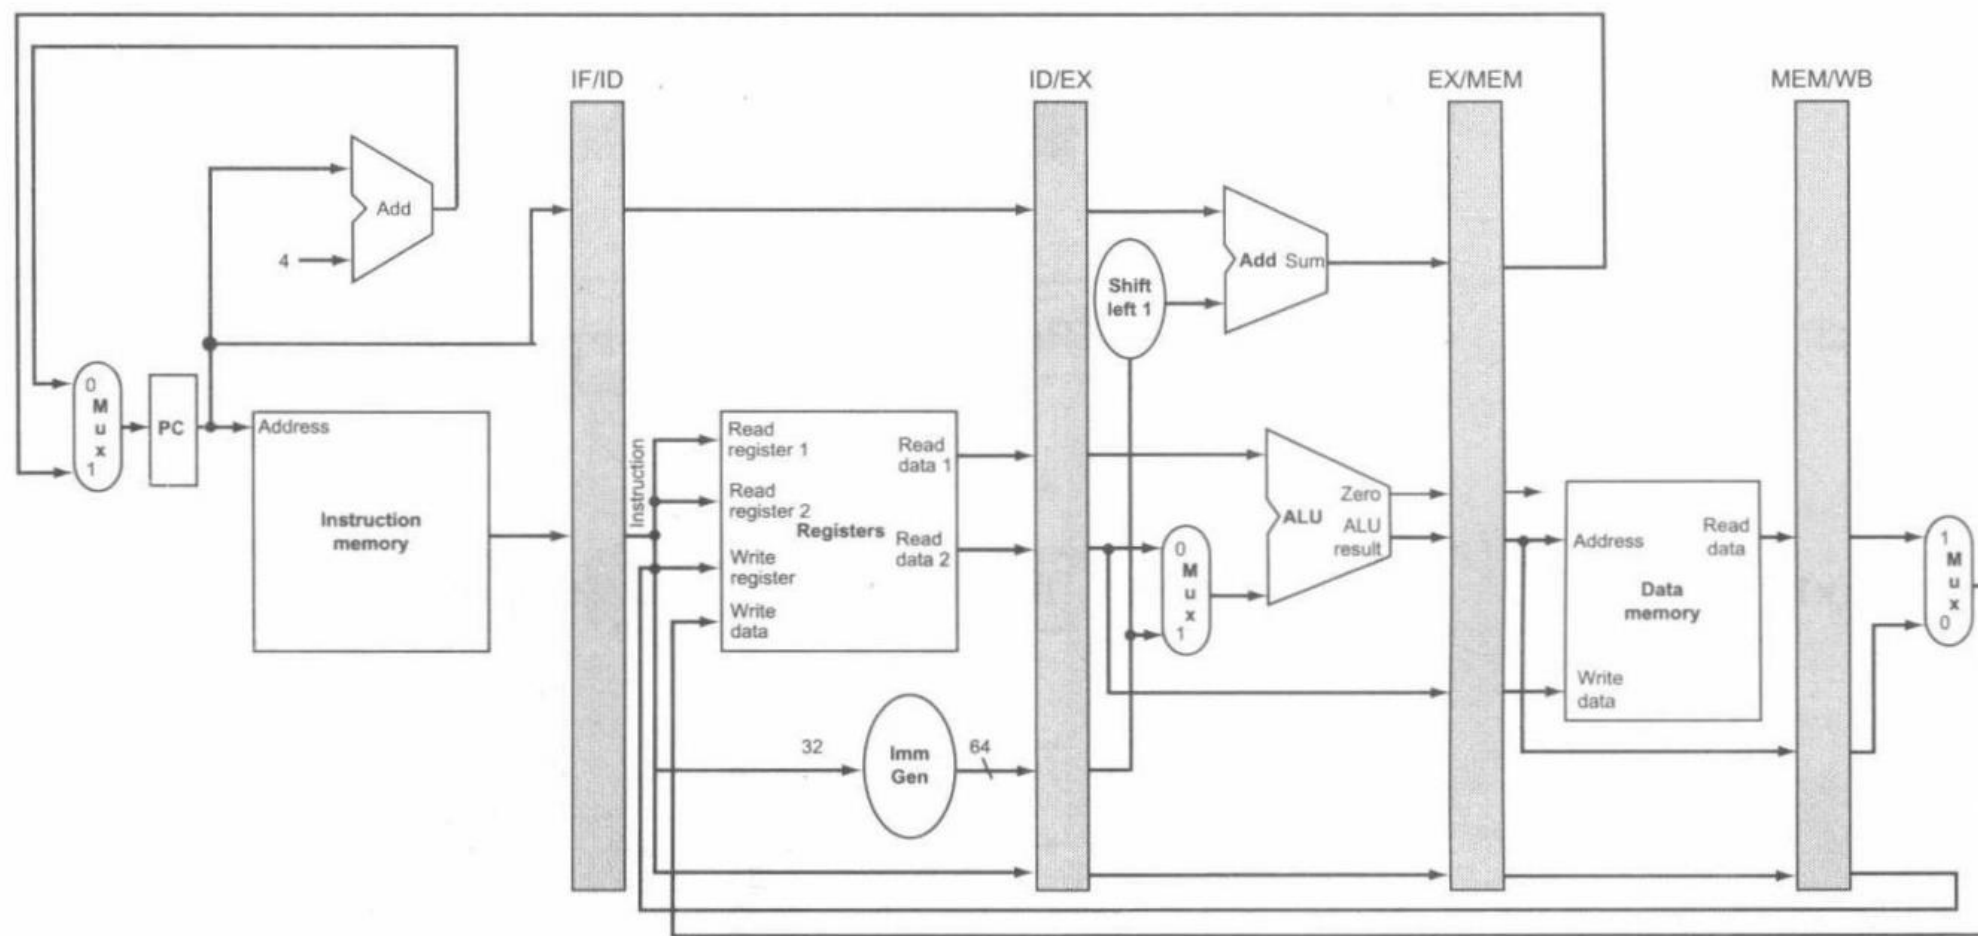 IF/ID
ID/EX
EX/MEM
MEM/WB
Add
4
Add Sum
Shift
left 1
0
M
u
x
1
PC
Address
Instruction
memory
Instruction
Read
register 1
Read
register 2
Write
register
Write
data
Registers
Read
data 1
Read
data 2
32
Imm
Gen
64
0
M
u
x
1
ALU
Zero
ALU
result
Address
Read
data
Data
memory
Write
data
1
M
u
x
0